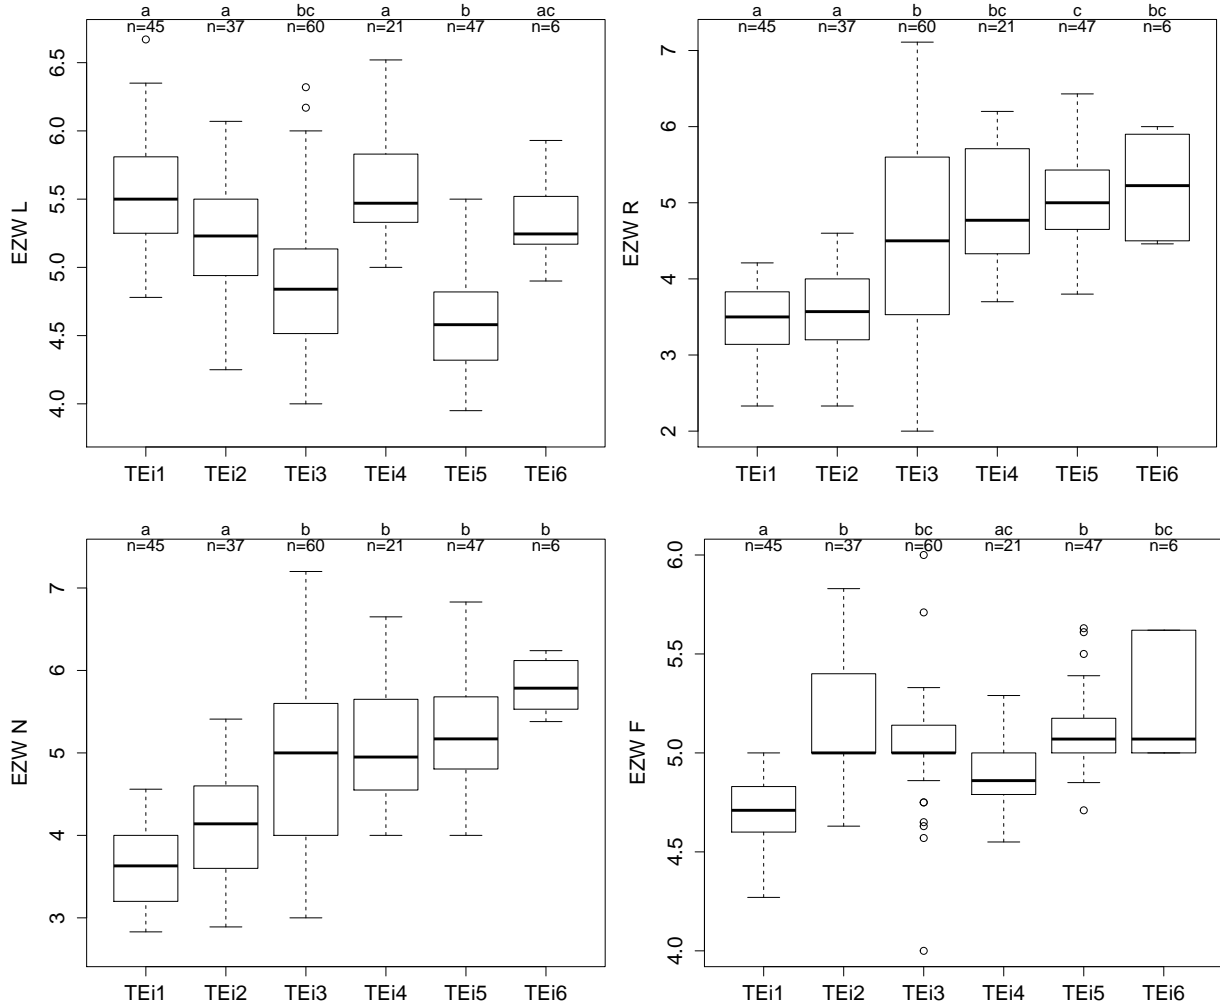 a a bc a b ac
n=45 n=37 n=60 n=21 n=47 n=6
EZW L
6.5
6.0
5.5
5.0
4.5
4.0
TEi1 TEi2 TEi3 TEi4 TEi5 TEi6
a a b bc c bc
n=45 n=37 n=60 n=21 n=47 n=6
EZW R
7
6
5
4
3
2
TEi1 TEi2 TEi3 TEi4 TEi5 TEi6
a a b b b b
n=45 n=37 n=60 n=21 n=47 n=6
EZW N
7
6
5
4
3
TEi1 TEi2 TEi3 TEi4 TEi5 TEi6
a b bc ac b bc
n=45 n=37 n=60 n=21 n=47 n=6
EZW F
6.0
5.5
5.0
4.5
4.0
TEi1 TEi2 TEi3 TEi4 TEi5 TEi6